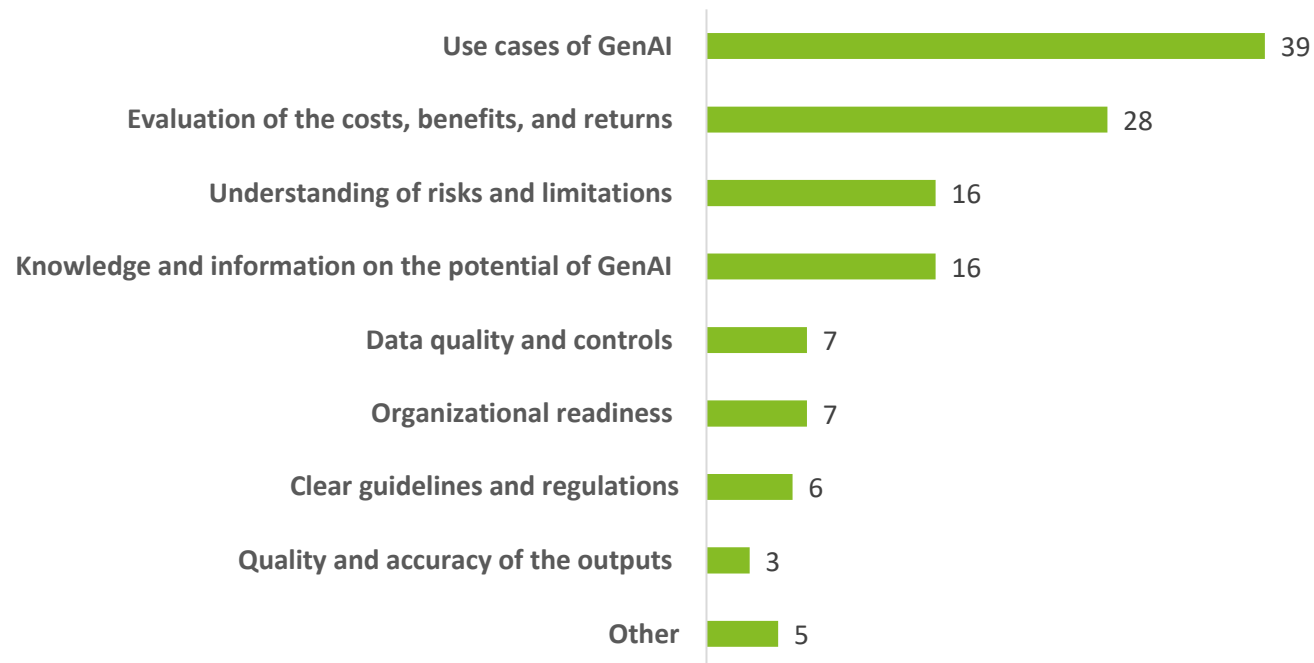 Use cases of GenAI 39
Evaluation of the costs, benefits, and returns 28
Understanding of risks and limitations 16
Knowledge and information on the potential of GenAI 16
Data quality and controls 7
Organizational readiness 7
Clear guidelines and regulations 6
Quality and accuracy of the outputs 3
Other 5